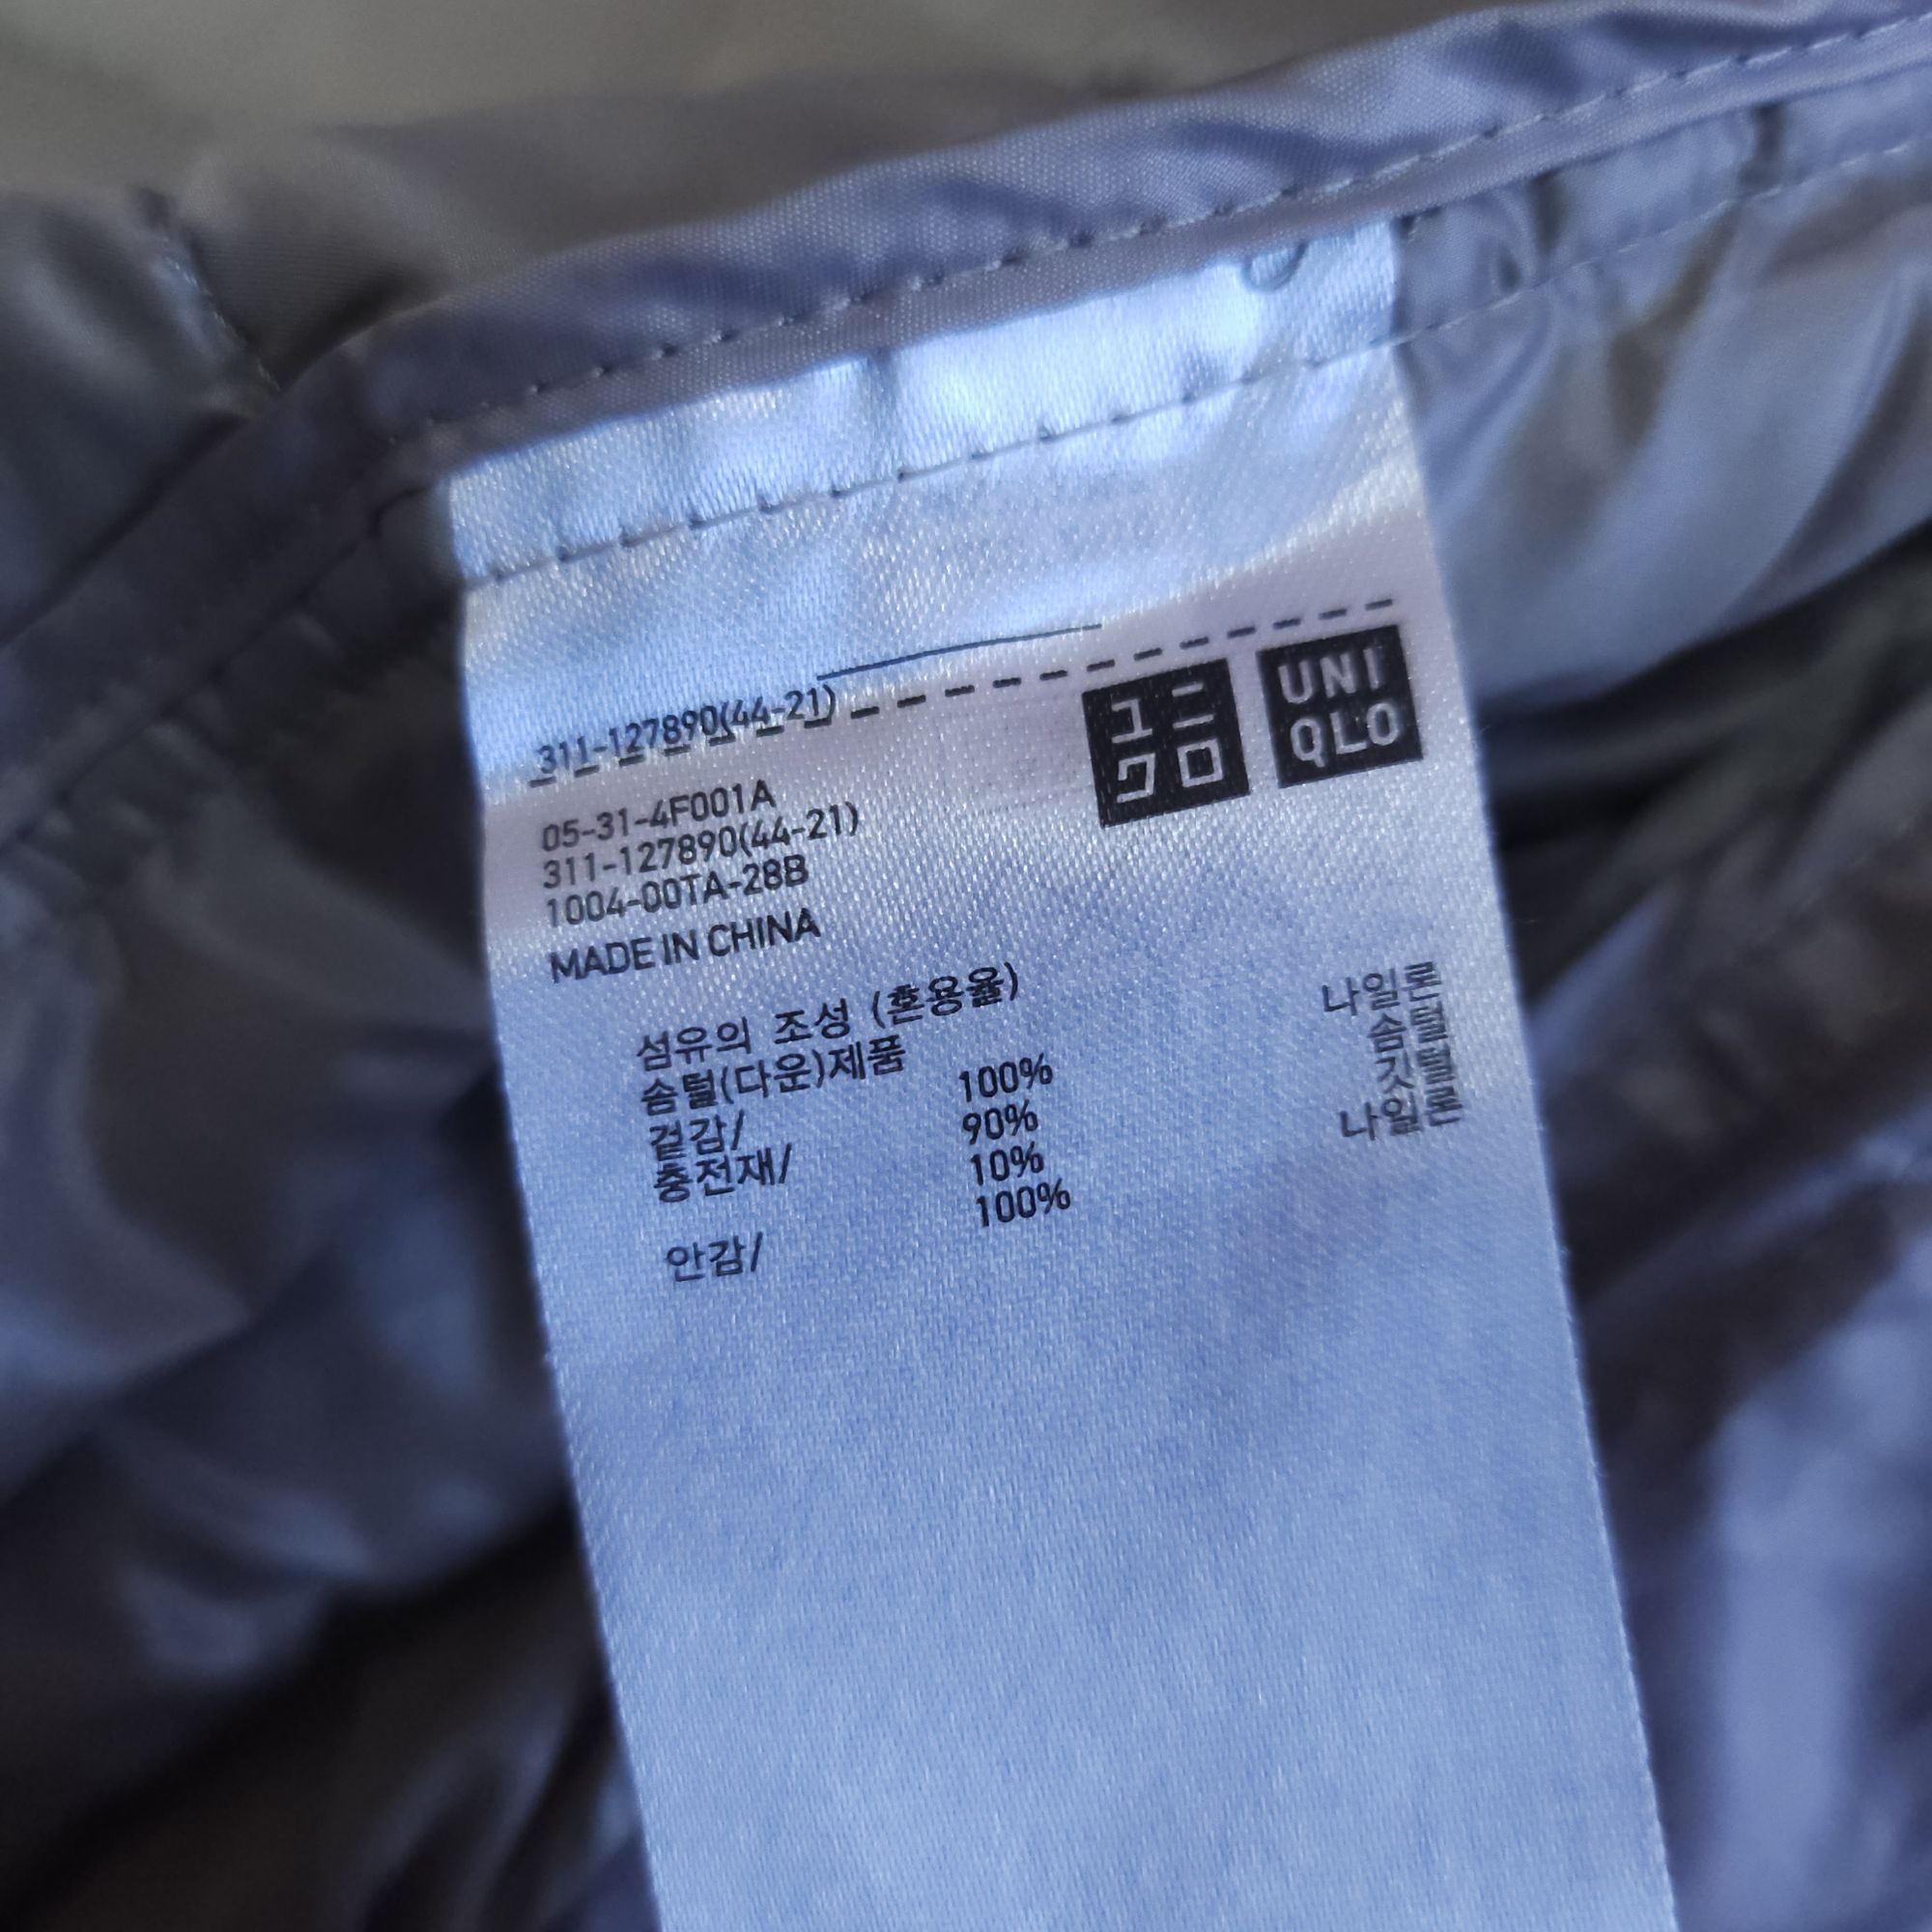 311-127890(44-21)
ユニ
クロ
UNI
QLO
05-31-4F001A
311-127890(44-21)
1004-00TA-28B
MADE IN CHINA
섬유의 조성 (혼용율)
솜털(다운)제품
겉감/ 100% 나일론
충전재/ 90% 솜털
10% 깃털
안감/ 100% 나일론